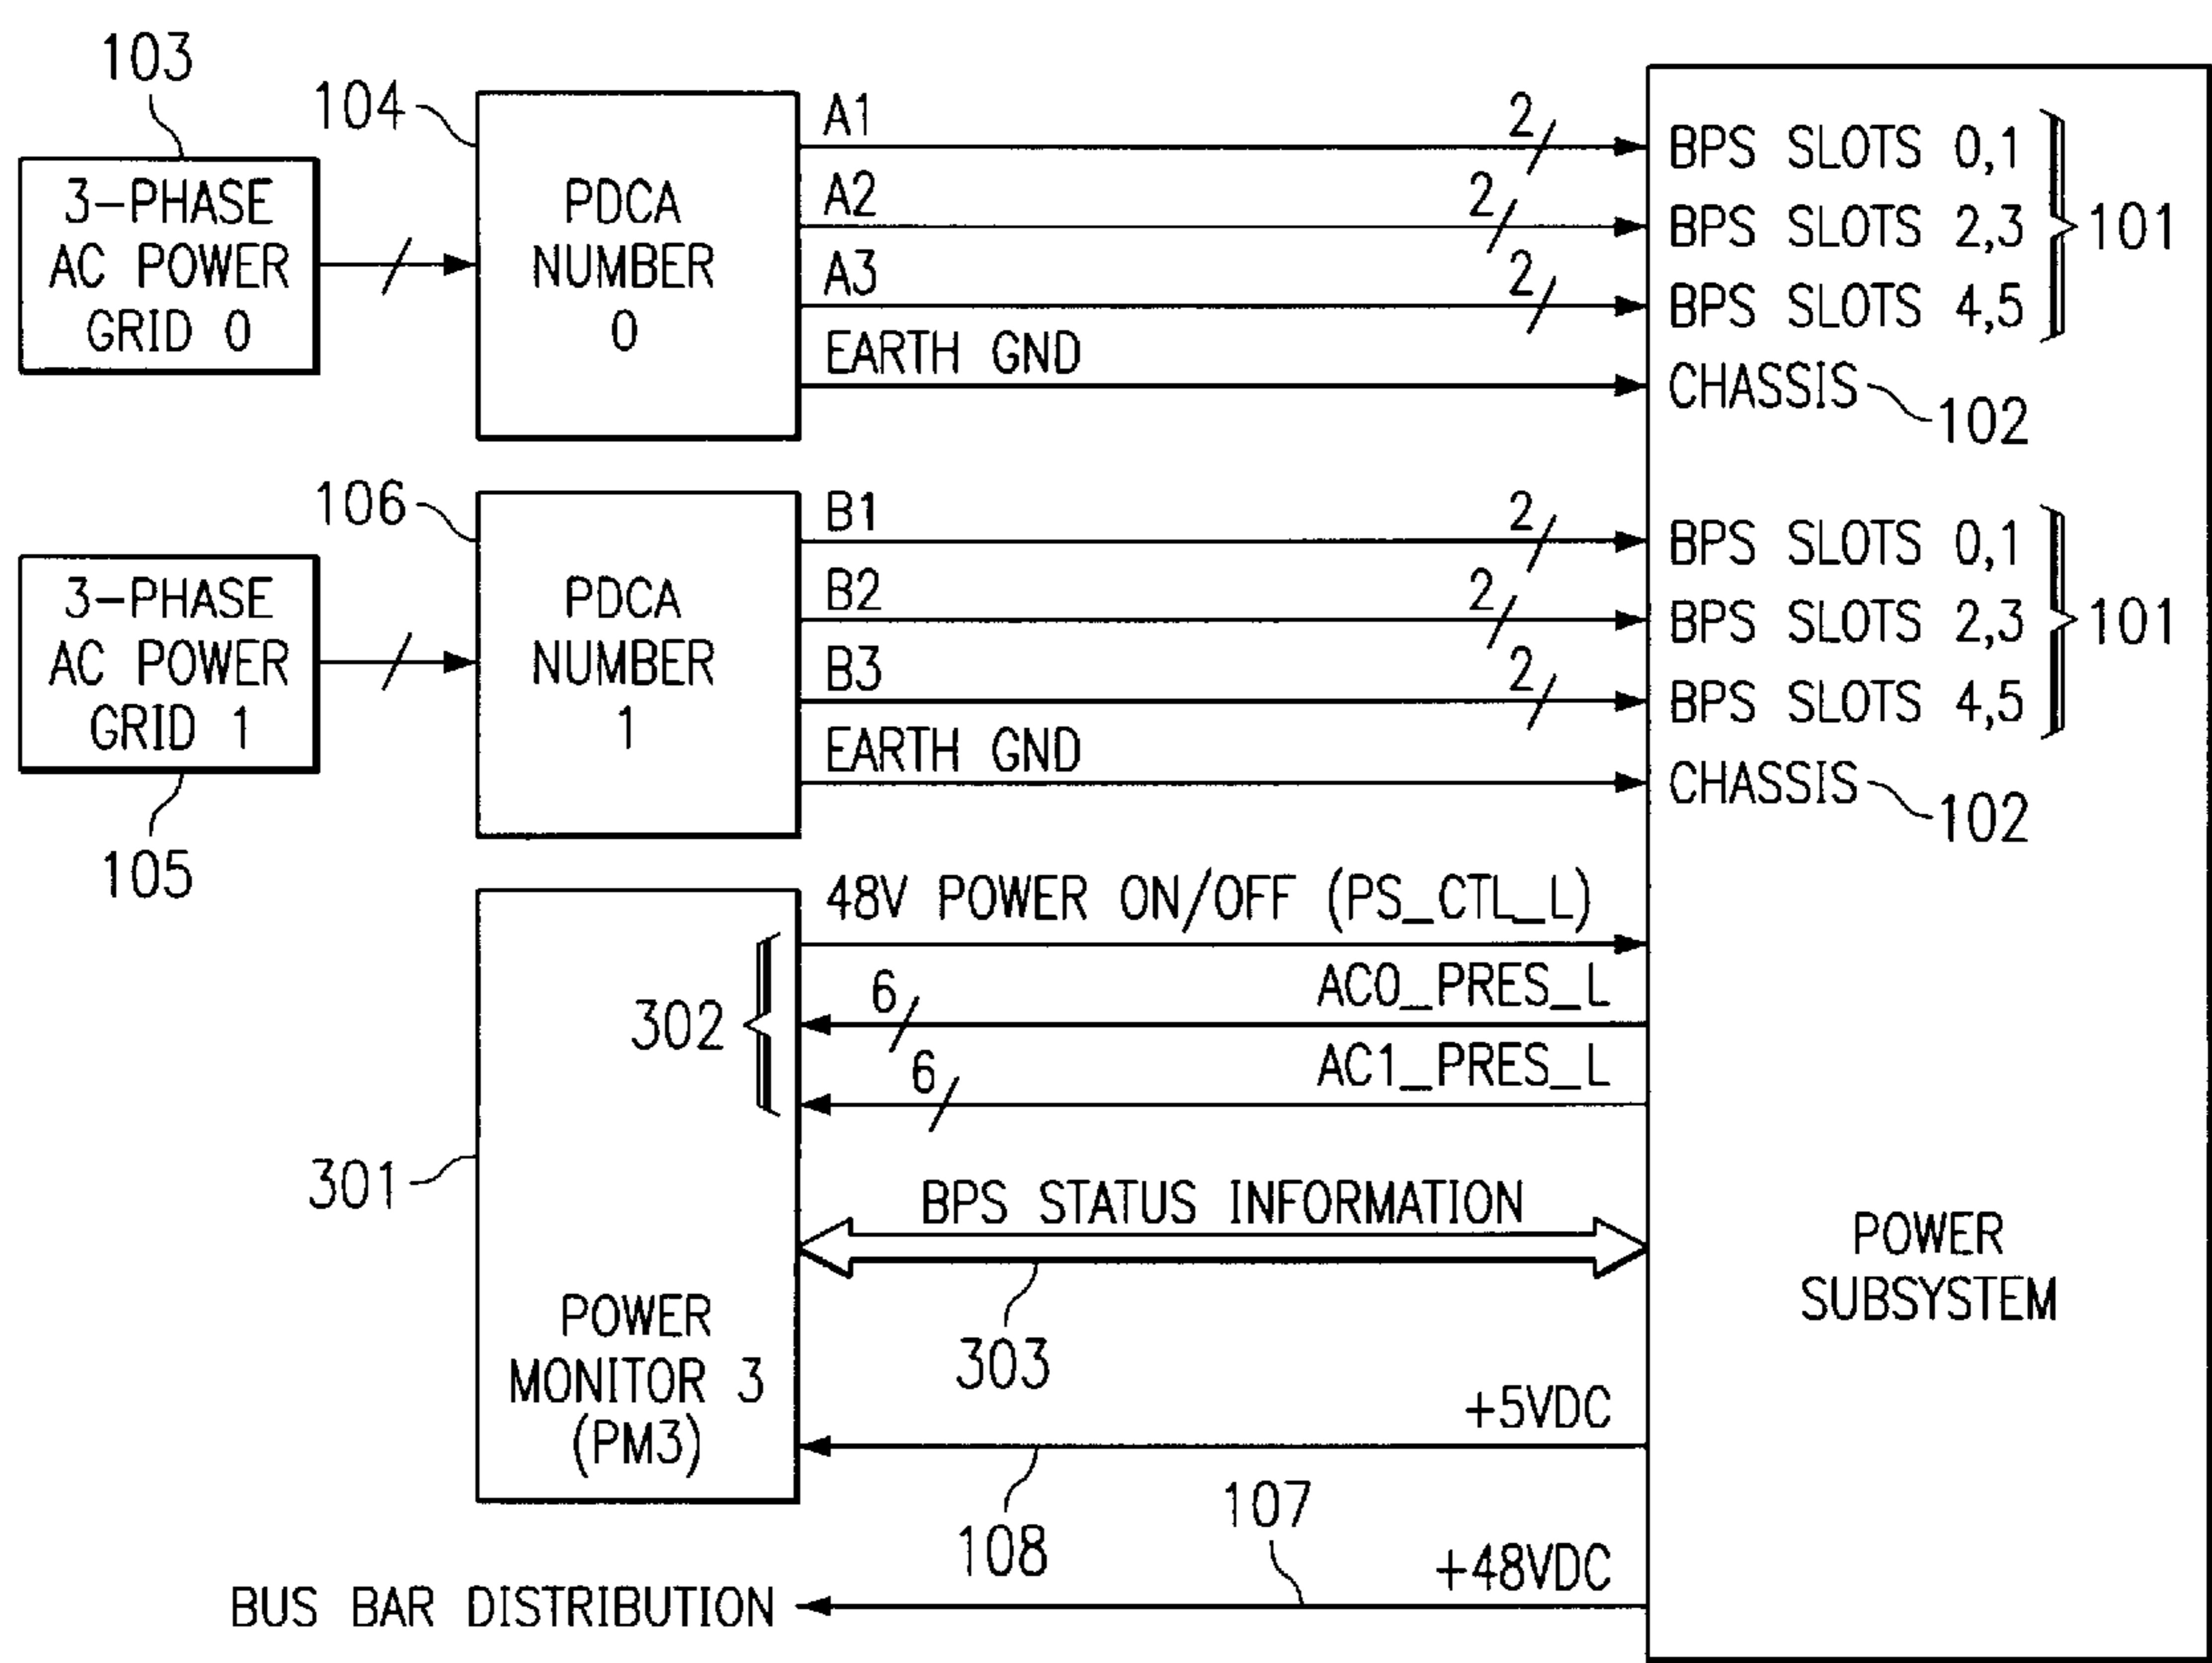 103
104
3-PHASE
AC POWER
GRID 0
PDCA
NUMBER
0
A1
2
BPS SLOTS 0,1
A2
2
BPS SLOTS 2,3
101
A3
2
BPS SLOTS 4,5
EARTH GND
CHASSIS
102
106
3-PHASE
AC POWER
GRID 1
105
PDCA
NUMBER
1
B1
2
BPS SLOTS 0,1
B2
2
BPS SLOTS 2,3
101
B3
2
BPS SLOTS 4,5
EARTH GND
CHASSIS
102
48V POWER ON/OFF (PS_CTL_L)
302
6
AC0_PRES_L
6
AC1_PRES_L
301
BPS STATUS INFORMATION
303
POWER
MONITOR 3
(PM3)
POWER
SUBSYSTEM
+5VDC
108
107
+48VDC
BUS BAR DISTRIBUTION